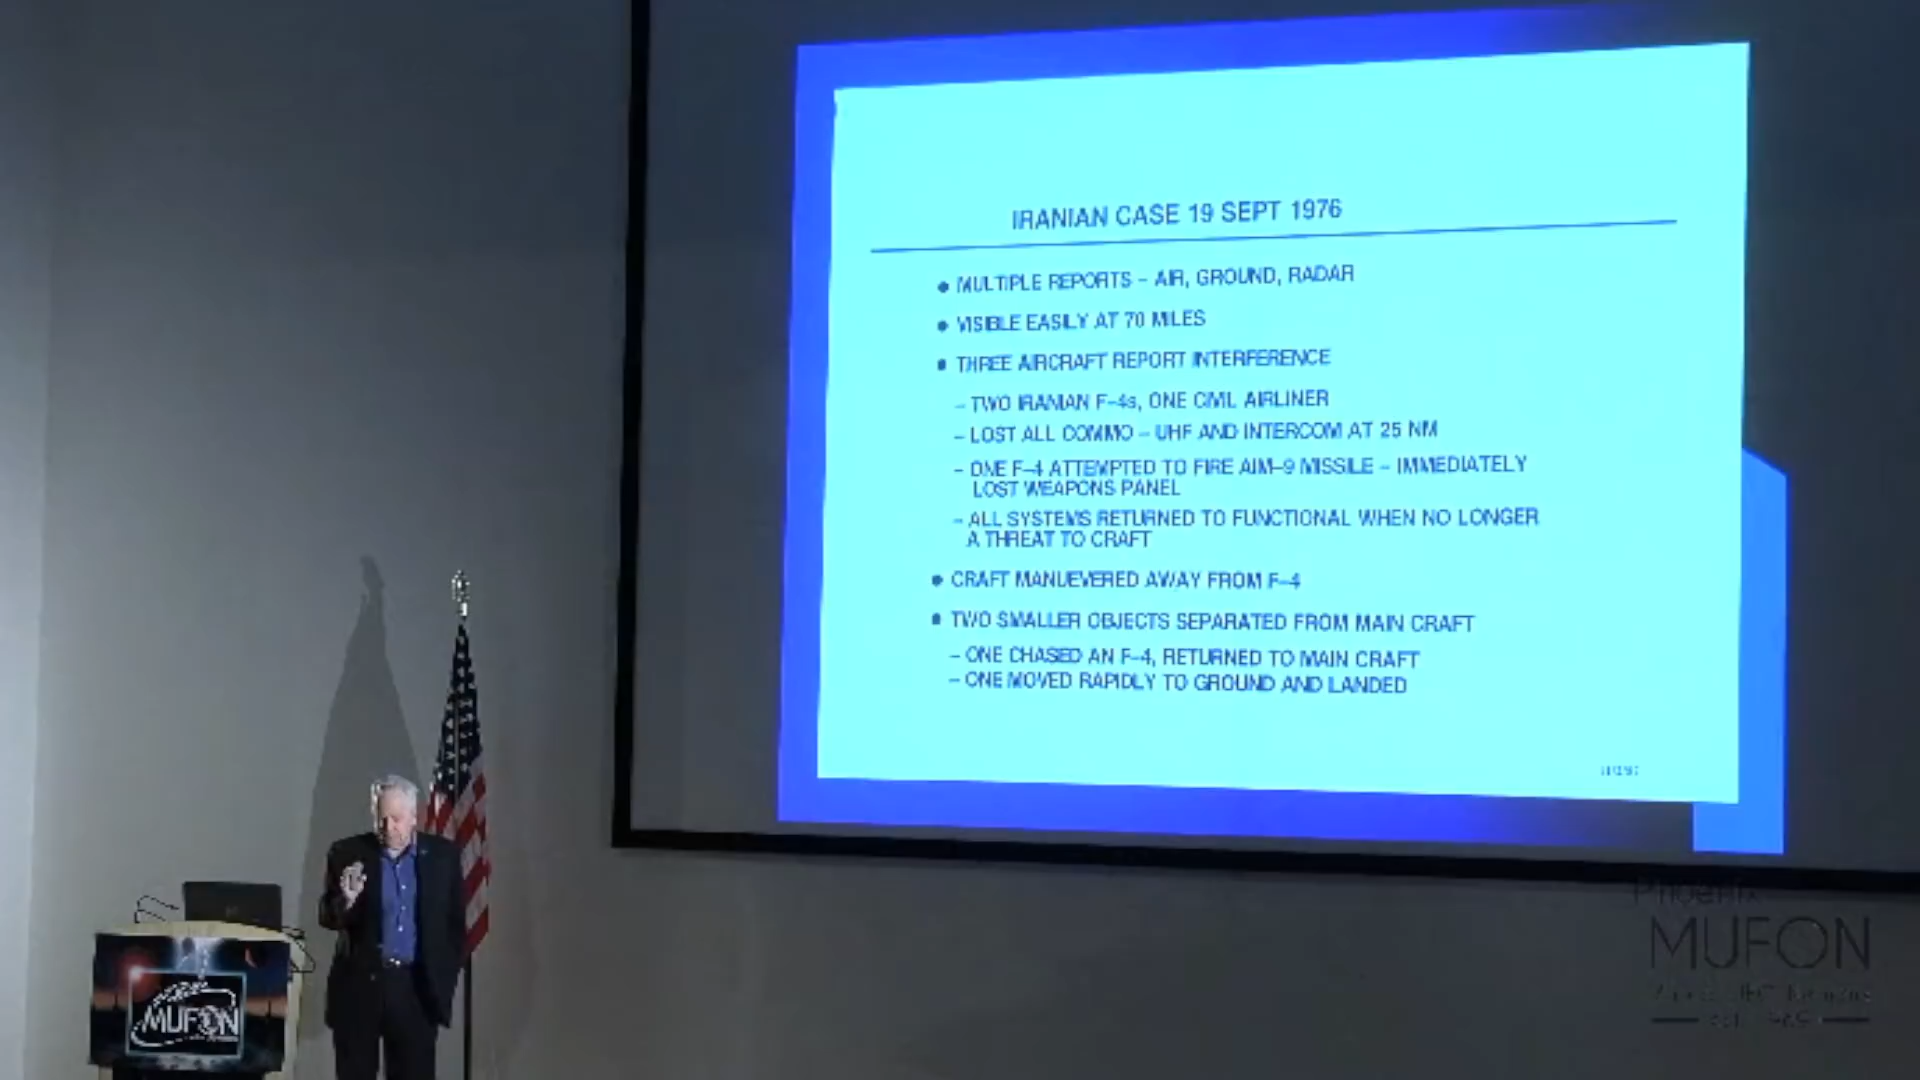 IRANIAN CASE 19 SEPT 1976
● MULTIPLE REPORTS – AIR, GROUND, RADAR
● VISIBLE EASILY AT 70 MILES
● THREE AIRCRAFT REPORT INTERFERENCE
– TWO IRANIAN F–4s, ONE CIVIL AIRLINER
– LOST ALL COMMO – UHF AND INTERCOM AT 25 NM
– ONE F–4 ATTEMPTED TO FIRE AIM–9 MISSILE – IMMEDIATELY
LOST WEAPONS PANEL
– ALL SYSTEMS RETURNED TO FUNCTIONAL WHEN NO LONGER
A THREAT TO CRAFT
● CRAFT MANUEVERED AWAY FROM F–4
● TWO SMALLER OBJECTS SEPARATED FROM MAIN CRAFT
– ONE CHASED AN F–4, RETURNED TO MAIN CRAFT
– ONE MOVED RAPIDLY TO GROUND AND LANDED
MUFON
Phoenix
MUFON